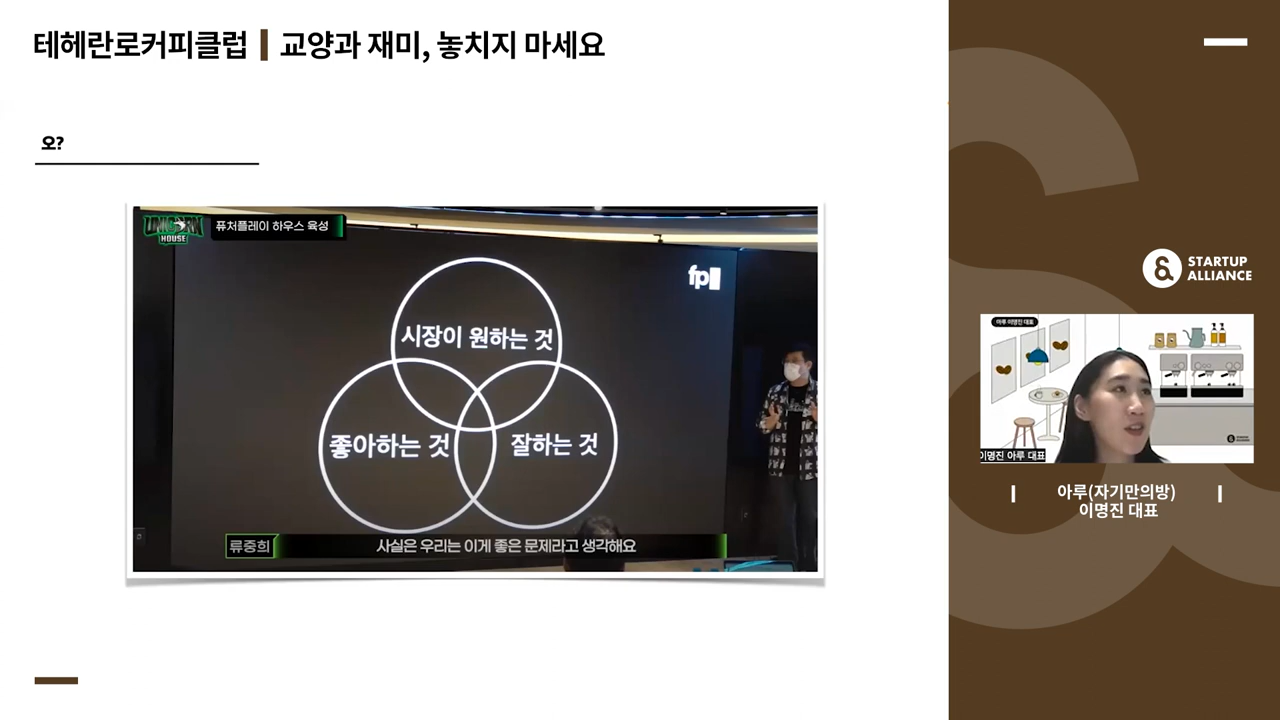 테헤란로커피클럽 | 교양과 재미, 놓치지 마세요
오?
UNICORN
HOUSE
퓨처플레이 하우스 육성
fp
시장이 원하는 것
좋아하는 것
잘하는 것
류중희
사실은 우리는 이게 좋은 문제라고 생각해요
STARTUP
ALLIANCE
아루 이명진 대표
이명진 아루 대표
아루(자기만의방)
이명진 대표